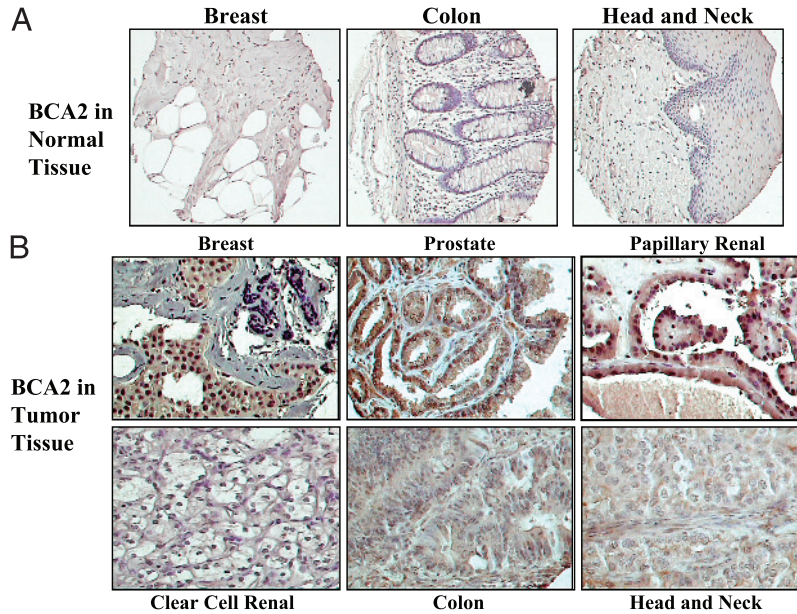 A
Breast
Colon
Head and Neck
BCA2 in
Normal
Tissue
B
Breast
Prostate
Papillary Renal
BCA2 in
Tumor
Tissue
Clear Cell Renal
Colon
Head and Neck